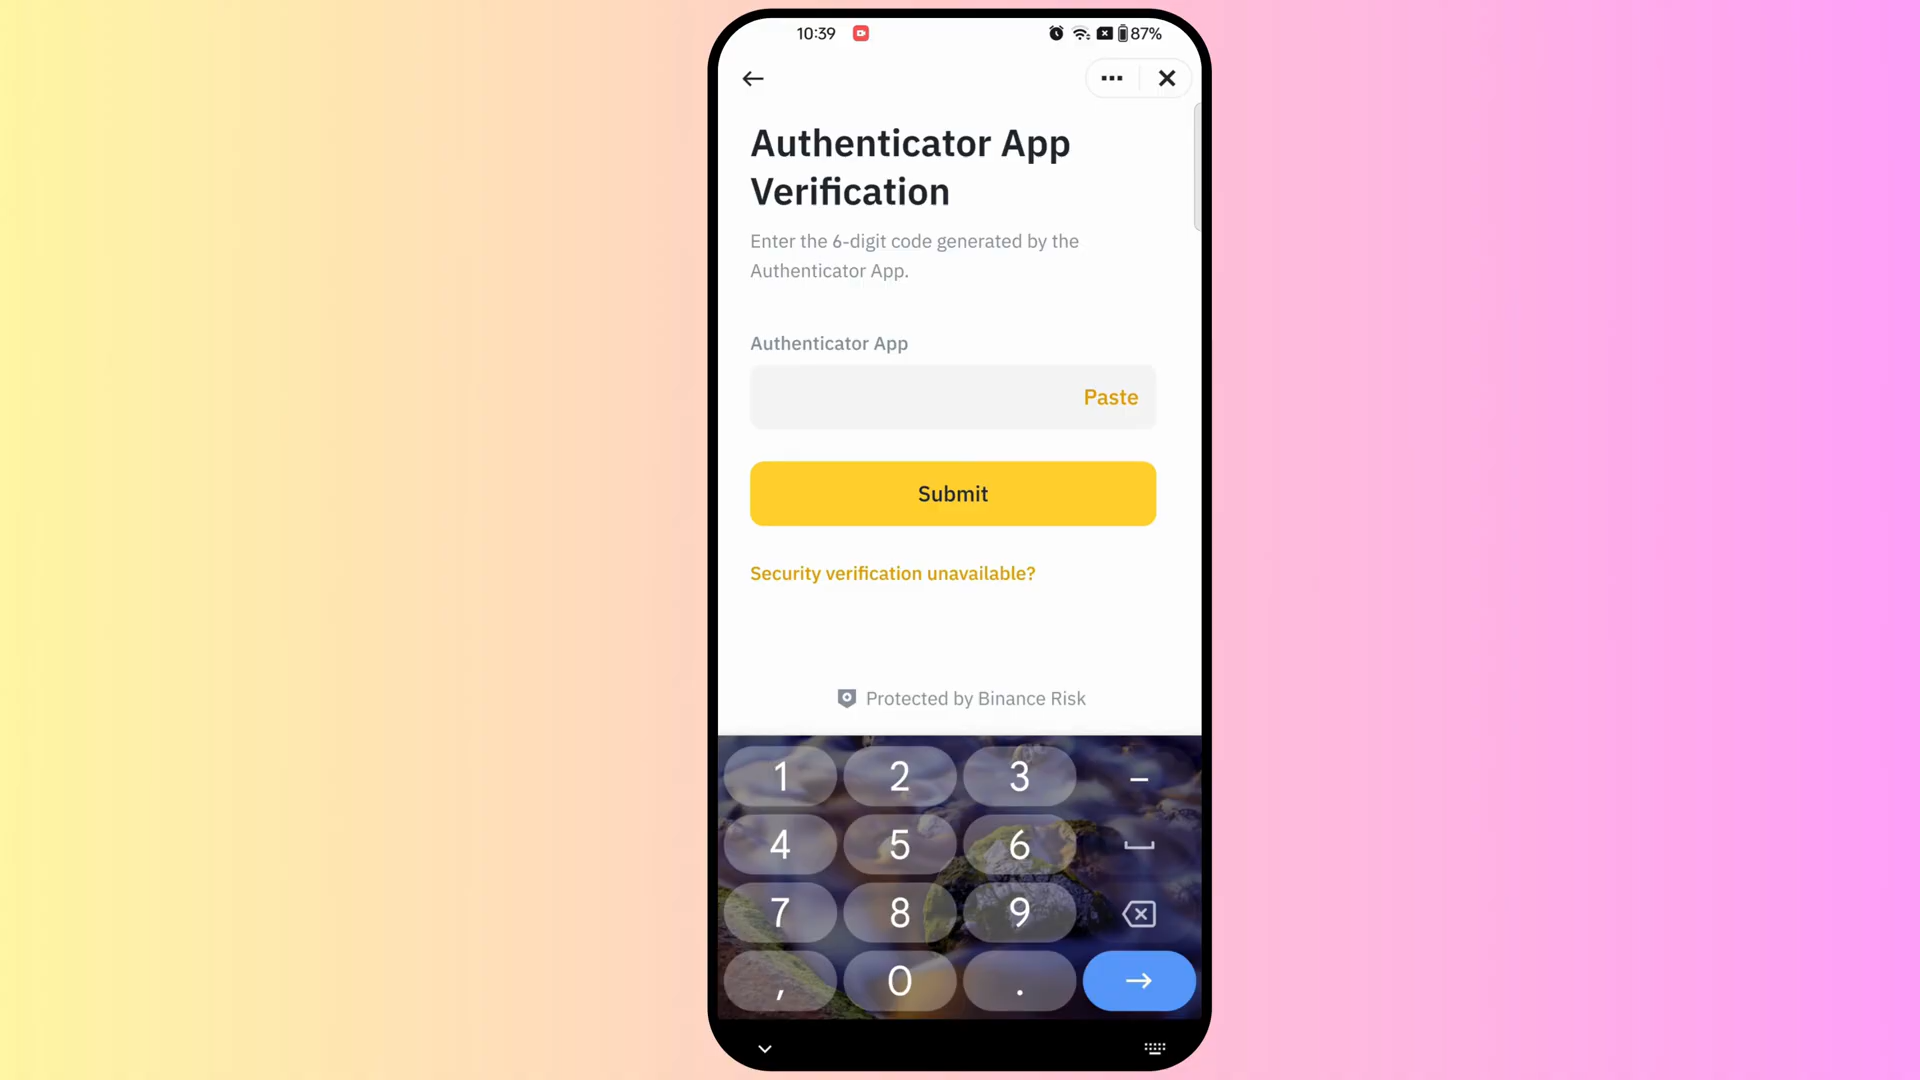 10:39
87%
Authenticator App
Verification
Enter the 6-digit code generated by the
Authenticator App.
Authenticator App
Paste
Submit
Security verification unavailable?
Protected by Binance Risk
1 2 3 –
4 5 6
7 8 9
, 0 .